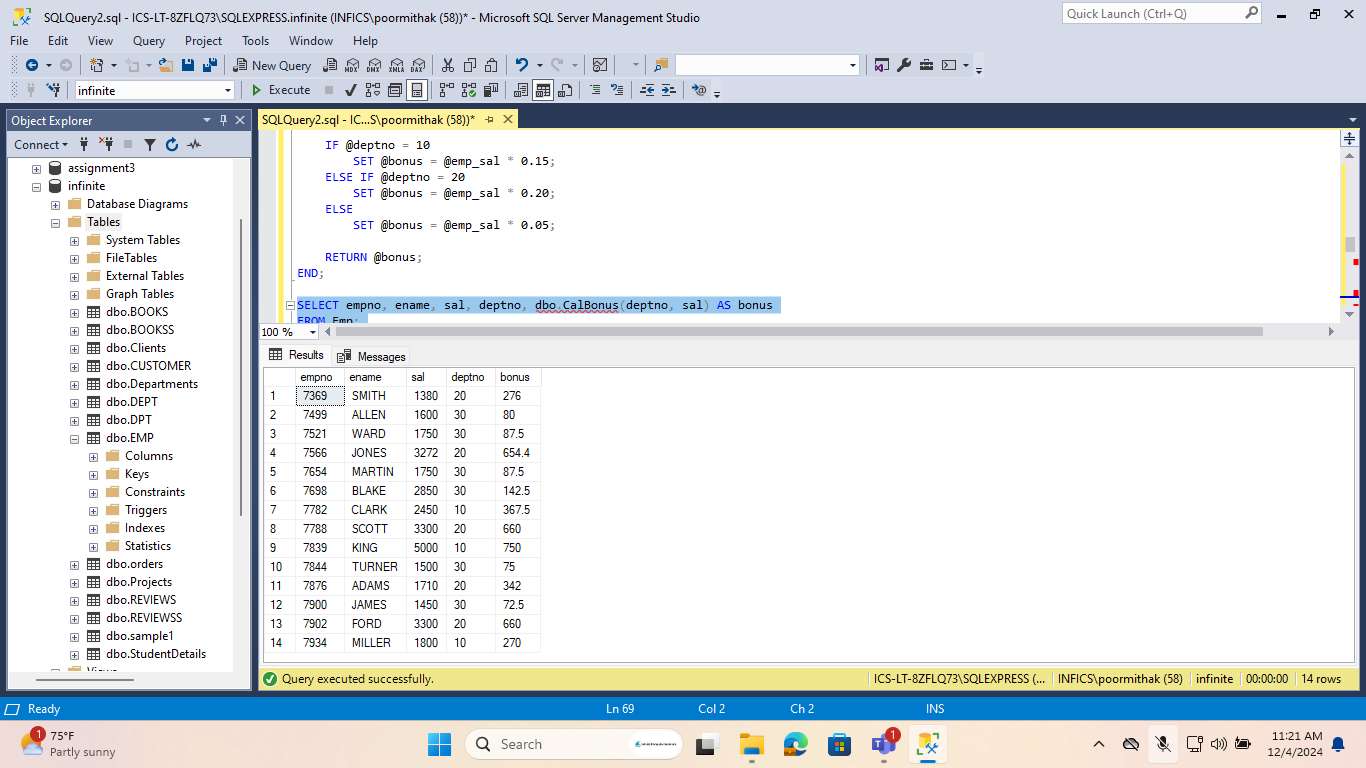 SQLQuery2.sql - ICS-LT-8ZFLQ73\SQLEXPRESS.infinite (INFICS\poormithak (58))* - Microsoft SQL Server Management Studio
Quick Launch (Ctrl+Q)
File Edit View Query Project Tools Window Help
New Query
MDX DMX XMLA DAX
infinite
Execute
Object Explorer
Connect
assignment3
infinite
Database Diagrams
Tables
System Tables
FileTables
External Tables
Graph Tables
dbo.BOOKS
dbo.BOOKSS
dbo.Clients
dbo.CUSTOMER
dbo.Departments
dbo.DEPT
dbo.DPT
dbo.EMP
Columns
Keys
Constraints
Triggers
Indexes
Statistics
dbo.orders
dbo.Projects
dbo.REVIEWS
dbo.REVIEWSS
dbo.sample1
dbo.StudentDetails
Views
SQLQuery2.sql - IC...S\poormithak (58))*
IF @deptno = 10
SET @bonus = @emp_sal * 0.15;
ELSE IF @deptno = 20
SET @bonus = @emp_sal * 0.20;
ELSE
SET @bonus = @emp_sal * 0.05;
RETURN @bonus;
END;
SELECT empno, ename, sal, deptno, dbo.CalBonus(deptno, sal) AS bonus
FROM Emp;
100 %
Results Messages
empno ename sal deptno bonus
1 7369 SMITH 1380 20 276
2 7499 ALLEN 1600 30 80
3 7521 WARD 1750 30 87.5
4 7566 JONES 3272 20 654.4
5 7654 MARTIN 1750 30 87.5
6 7698 BLAKE 2850 30 142.5
7 7782 CLARK 2450 10 367.5
8 7788 SCOTT 3300 20 660
9 7839 KING 5000 10 750
10 7844 TURNER 1500 30 75
11 7876 ADAMS 1710 20 342
12 7900 JAMES 1450 30 72.5
13 7902 FORD 3300 20 660
14 7934 MILLER 1800 10 270
Query executed successfully.
ICS-LT-8ZFLQ73\SQLEXPRESS (... INFICS\poormithak (58) infinite 00:00:00 14 rows
Ready
Ln 69 Col 2 Ch 2 INS
1
75°F
Partly sunny
Search
1
11:21 AM
12/4/2024